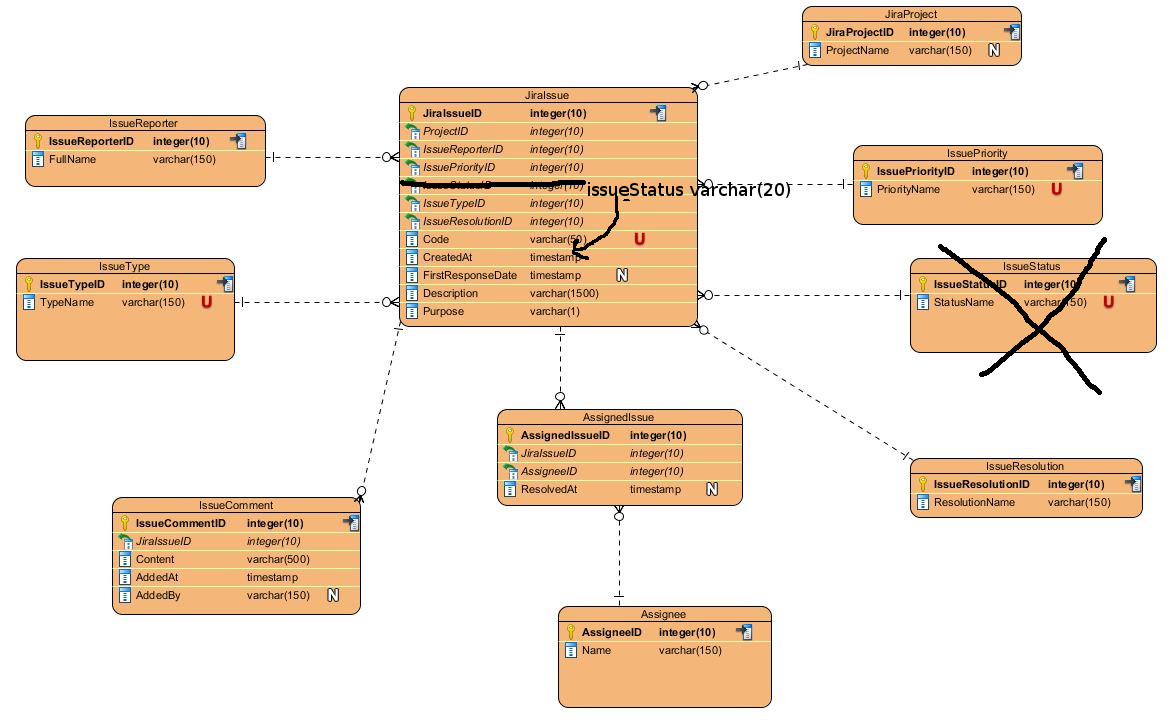 JiraProject
JiraProjectID integer(10)
ProjectName varchar(150) N
JiraIssue
JiraIssueID integer(10)
ProjectID integer(10)
IssueReporterID integer(10)
IssuePriorityID integer(10)
IssueStatusID integer(10)
issueStatus varchar(20)
IssueTypeID integer(10)
IssueResolutionID integer(10)
Code varchar(50) U
CreatedAt timestamp
FirstResponseDate timestamp N
Description varchar(1500)
Purpose varchar(1)
IssueReporter
IssueReporterID integer(10)
FullName varchar(150)
IssuePriority
IssuePriorityID integer(10)
PriorityName varchar(150) U
IssueType
IssueTypeID integer(10)
TypeName varchar(150) U
IssueStatus
IssueStatusID integer(10)
StatusName varchar(150) U
AssignedIssue
AssignedIssueID integer(10)
JiraIssueID integer(10)
AssigneeID integer(10)
ResolvedAt timestamp N
IssueResolution
IssueResolutionID integer(10)
ResolutionName varchar(150)
IssueComment
IssueCommentID integer(10)
JiraIssueID integer(10)
Content varchar(500)
AddedAt timestamp
AddedBy varchar(150) N
Assignee
AssigneeID integer(10)
Name varchar(150)